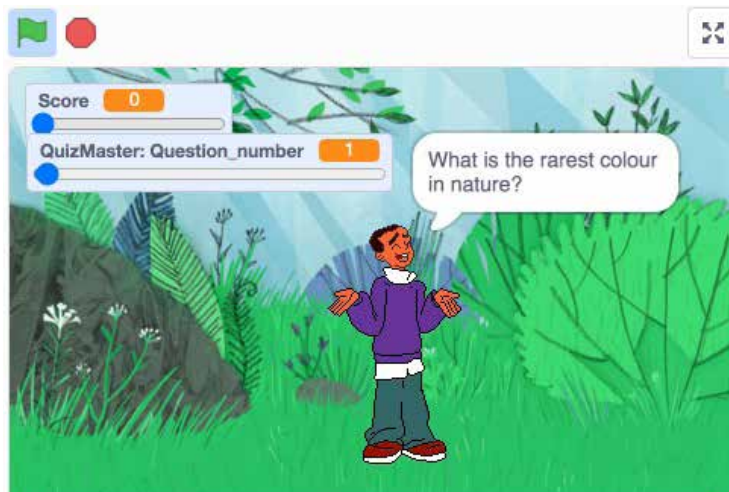 Score 0
QuizMaster: Question_number 1
What is the rarest colour
in nature?